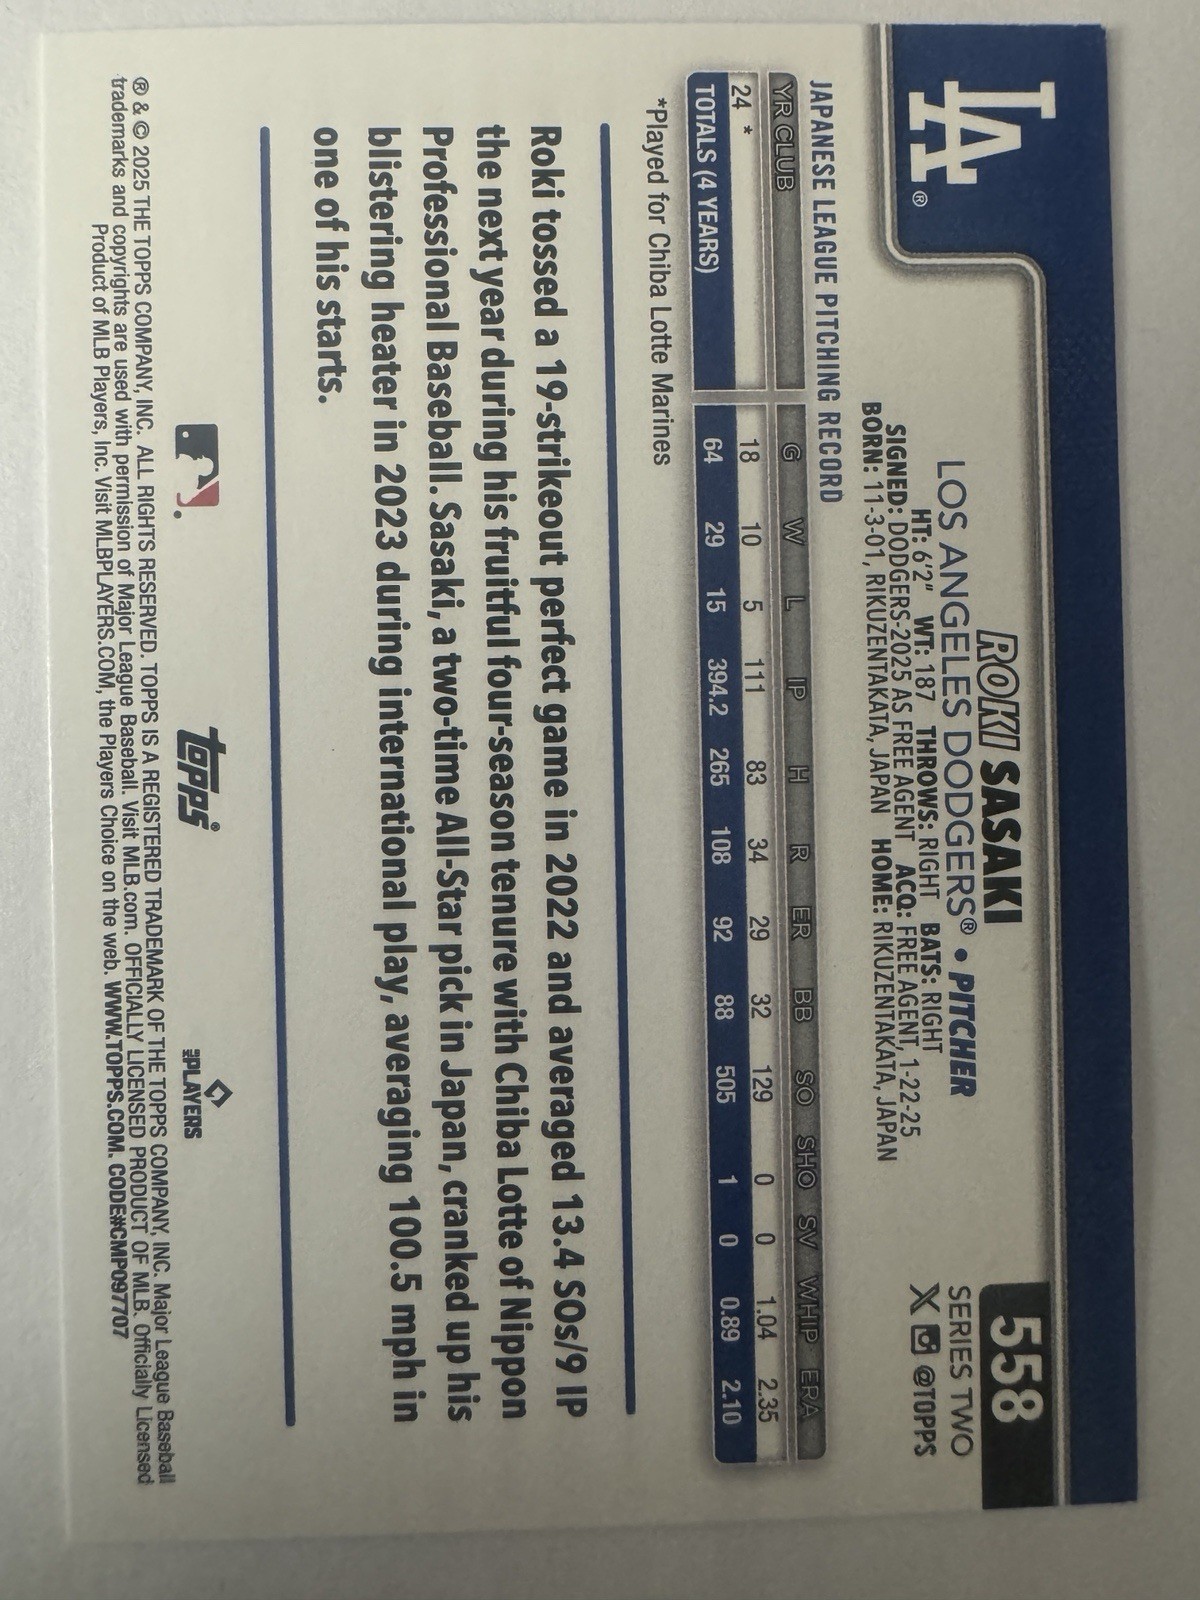 LA®
558
SERIES TWO
X @TOPPS
ROKI SASAKI
LOS ANGELES DODGERS® • PITCHER
HT: 6'2" WT: 187 THROWS: RIGHT BATS: RIGHT
SIGNED: DODGERS-2025 AS FREE AGENT ACQ: FREE AGENT, 1-22-25
BORN: 11-3-01, RIKUZENTAKATA, JAPAN HOME: RIKUZENTAKATA, JAPAN
JAPANESE LEAGUE PITCHING RECORD
YR CLUB G W L IP H R ER BB SO SHO SV WHIP ERA
24 * 18 10 5 111 83 34 29 32 129 0 0 1.04 2.35
TOTALS (4 YEARS) 64 29 15 394.2 265 108 92 88 505 1 0 0.89 2.10
*Played for Chiba Lotte Marines
Roki tossed a 19-strikeout perfect game in 2022 and averaged 13.4 SOs/9 IP
the next year during his fruitful four-season tenure with Chiba Lotte of Nippon
Professional Baseball. Sasaki, a two-time All-Star pick in Japan, cranked up his
blistering heater in 2023 during international play, averaging 100.5 mph in
one of his starts.
topps®
MLB PLAYERS
® & © 2025 THE TOPPS COMPANY, INC. ALL RIGHTS RESERVED. TOPPS IS A REGISTERED TRADEMARK OF THE TOPPS COMPANY, INC. Major League Baseball
trademarks and copyrights are used with permission of Major League Baseball. Visit MLB.com. OFFICIALLY LICENSED PRODUCT OF MLB. Officially Licensed
Product of MLB Players, Inc. Visit MLBPLAYERS.COM, the Players Choice on the web. WWW.TOPPS.COM. CODE#CMP097707